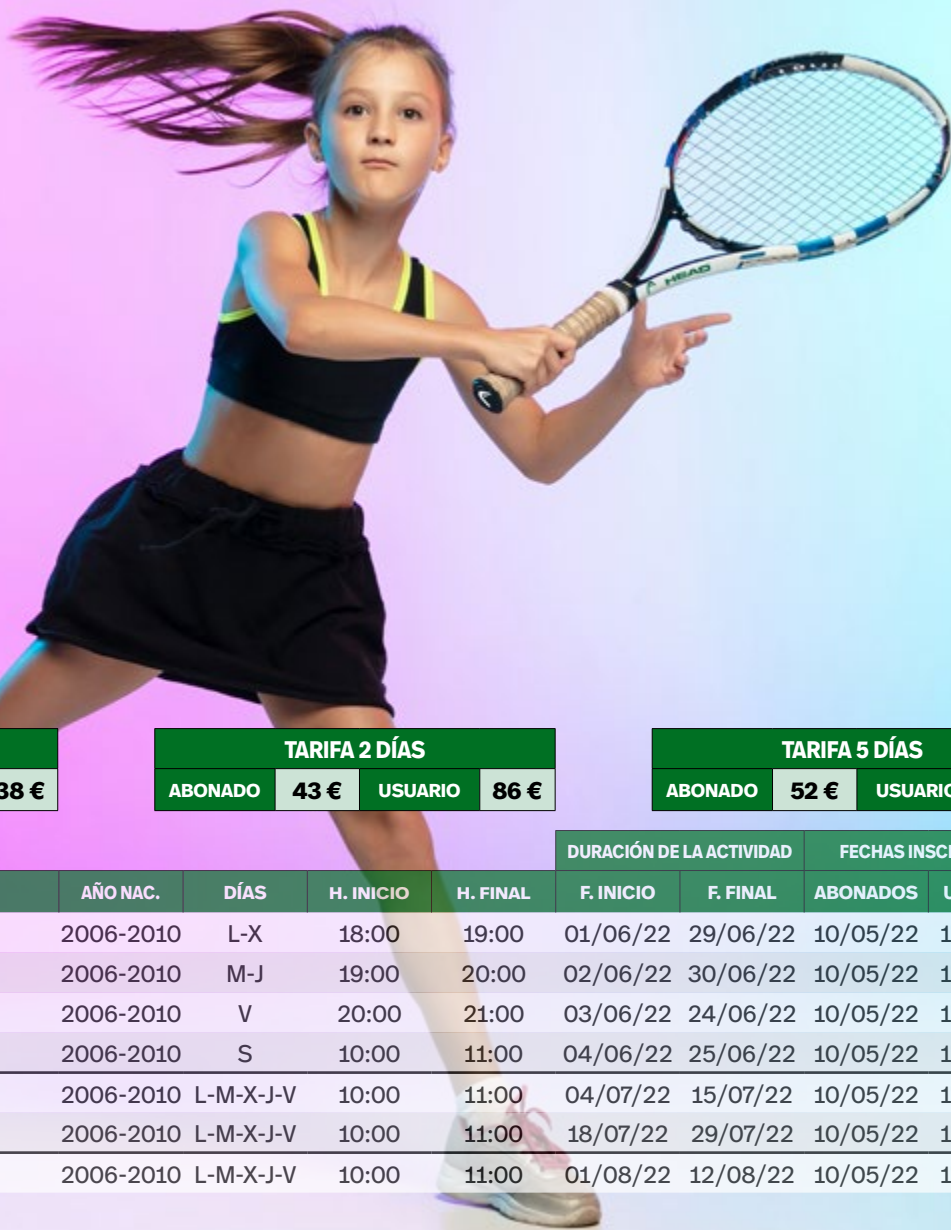 HEAD
38 €
TARIFA 2 DÍAS
ABONADO 43 € USUARIO 86 €
TARIFA 5 DÍAS
ABONADO 52 € USUARIO
DURACIÓN DE LA ACTIVIDAD
AÑO NAC. DÍAS H. INICIO H. FINAL F. INICIO F. FINAL ABONADOS
2006-2010 L-X 18:00 19:00 01/06/22 29/06/22 10/05/22
2006-2010 M-J 19:00 20:00 02/06/22 30/06/22 10/05/22
2006-2010 V 20:00 21:00 03/06/22 24/06/22 10/05/22
2006-2010 S 10:00 11:00 04/06/22 25/06/22 10/05/22
2006-2010 L-M-X-J-V 10:00 11:00 04/07/22 15/07/22 10/05/22
2006-2010 L-M-X-J-V 10:00 11:00 18/07/22 29/07/22 10/05/22
2006-2010 L-M-X-J-V 10:00 11:00 01/08/22 12/08/22 10/05/22